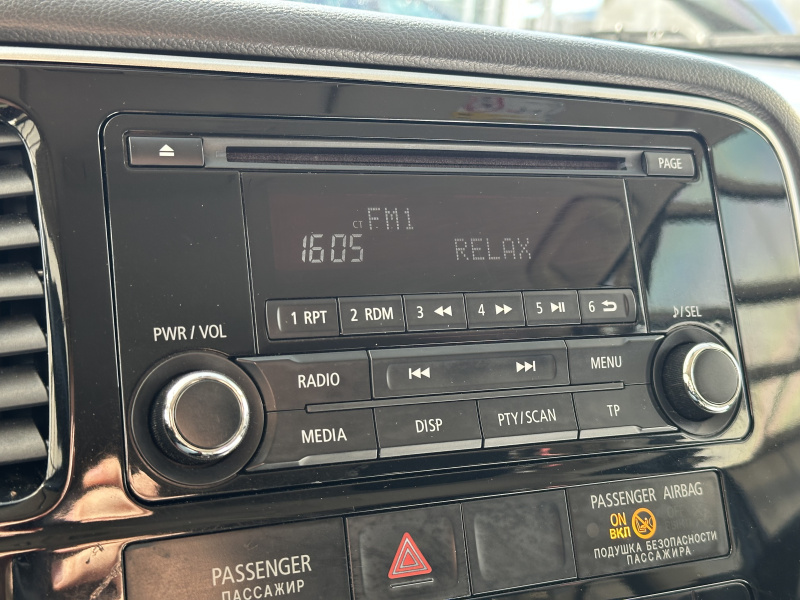 PAGE
CT FM1
1605 RELAX
1 RPT 2 RDM 3 4 5 6
PWR / VOL
♪/SEL
RADIO MENU
MEDIA DISP PTY/SCAN TP
PASSENGER AIRBAG
ON
ВКЛ
ПОДУШКА БЕЗОПАСНОСТИ
ПАССАЖИРА
PASSENGER
ПАССАЖИР